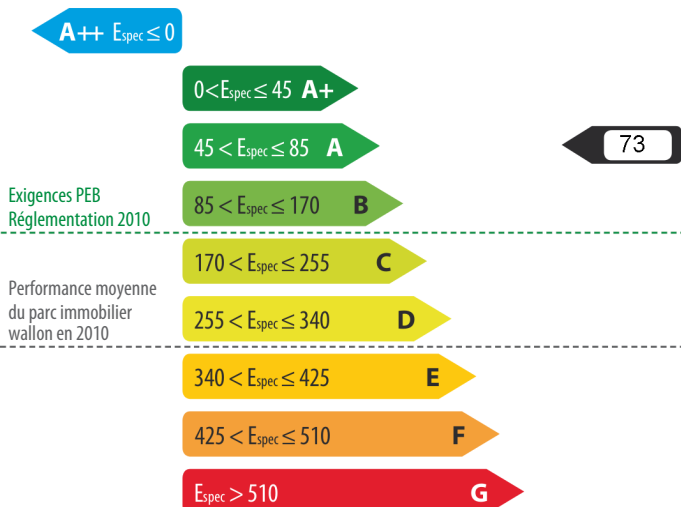 A++ Espec ≤ 0
0 < Espec ≤ 45 A+
45 < Espec ≤ 85 A
73
Exigences PEB
Réglementation 2010
85 < Espec ≤ 170 B
170 < Espec ≤ 255 C
Performance moyenne
du parc immobilier
wallon en 2010
255 < Espec ≤ 340 D
340 < Espec ≤ 425 E
425 < Espec ≤ 510 F
Espec > 510 G